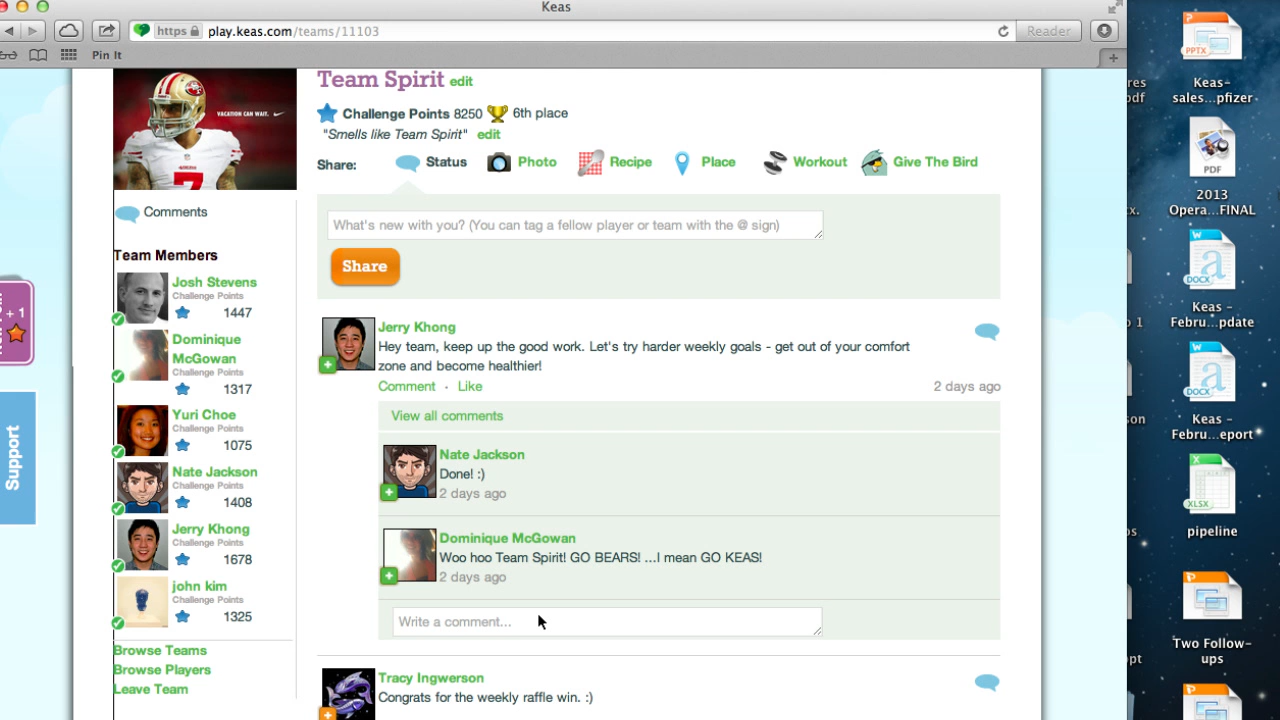 Keas
https play.keas.com/teams/11103
Reader
Pin It
VACATION CAN WAIT.
Team Spirit edit
Challenge Points 8250 6th place
"Smells like Team Spirit" edit
Share: Status Photo Recipe Place Workout Give The Bird
What's new with you? (You can tag a fellow player or team with the @ sign)
Share
Comments
Team Members
Josh Stevens
Challenge Points
1447
Dominique
McGowan
Challenge Points
1317
Yuri Choe
Challenge Points
1075
Nate Jackson
Challenge Points
1408
Jerry Khong
Challenge Points
1678
john kim
Challenge Points
1325
Browse Teams
Browse Players
Leave Team
+ 1
Support
Jerry Khong
Hey team, keep up the good work. Let's try harder weekly goals - get out of your comfort
zone and become healthier!
Comment · Like
2 days ago
View all comments
Nate Jackson
Done! :)
2 days ago
Dominique McGowan
Woo hoo Team Spirit! GO BEARS! ...I mean GO KEAS!
2 days ago
Write a comment...
Tracy Ingwerson
Congrats for the weekly raffle win. :)
PPTX
Keas-
sales...pfizer
PDF
2013
Opera...FINAL
DOCX
Keas -
Febru...pdate
DOCX
Keas -
Febru...eport
XLSX
pipeline
Two Follow-
ups